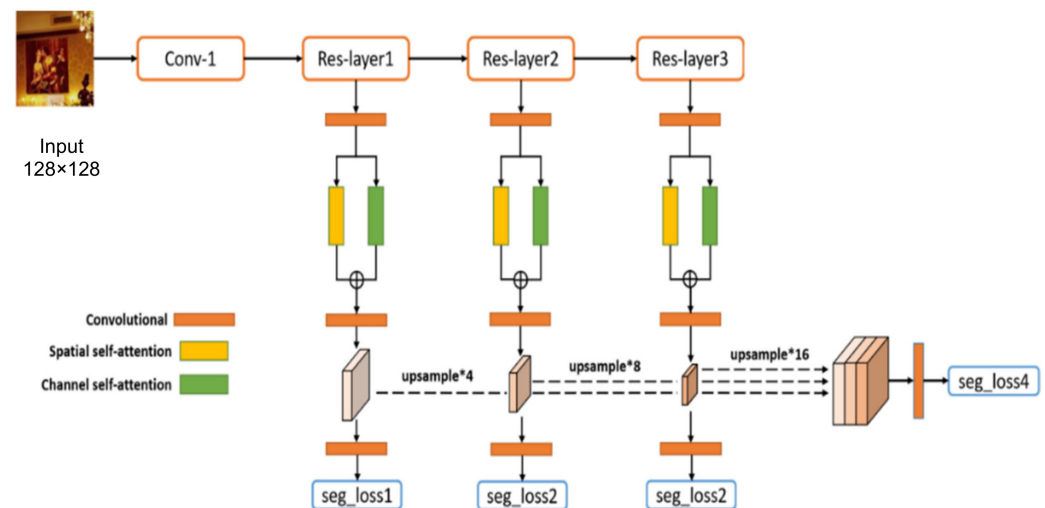 Conv-1
Res-layer1
Res-layer2
Res-layer3
Input
128×128
Convolutional
Spatial self-attention
Channel self-attention
upsample*4
upsample*8
upsample*16
seg_loss4
seg_loss1
seg_loss2
seg_loss2